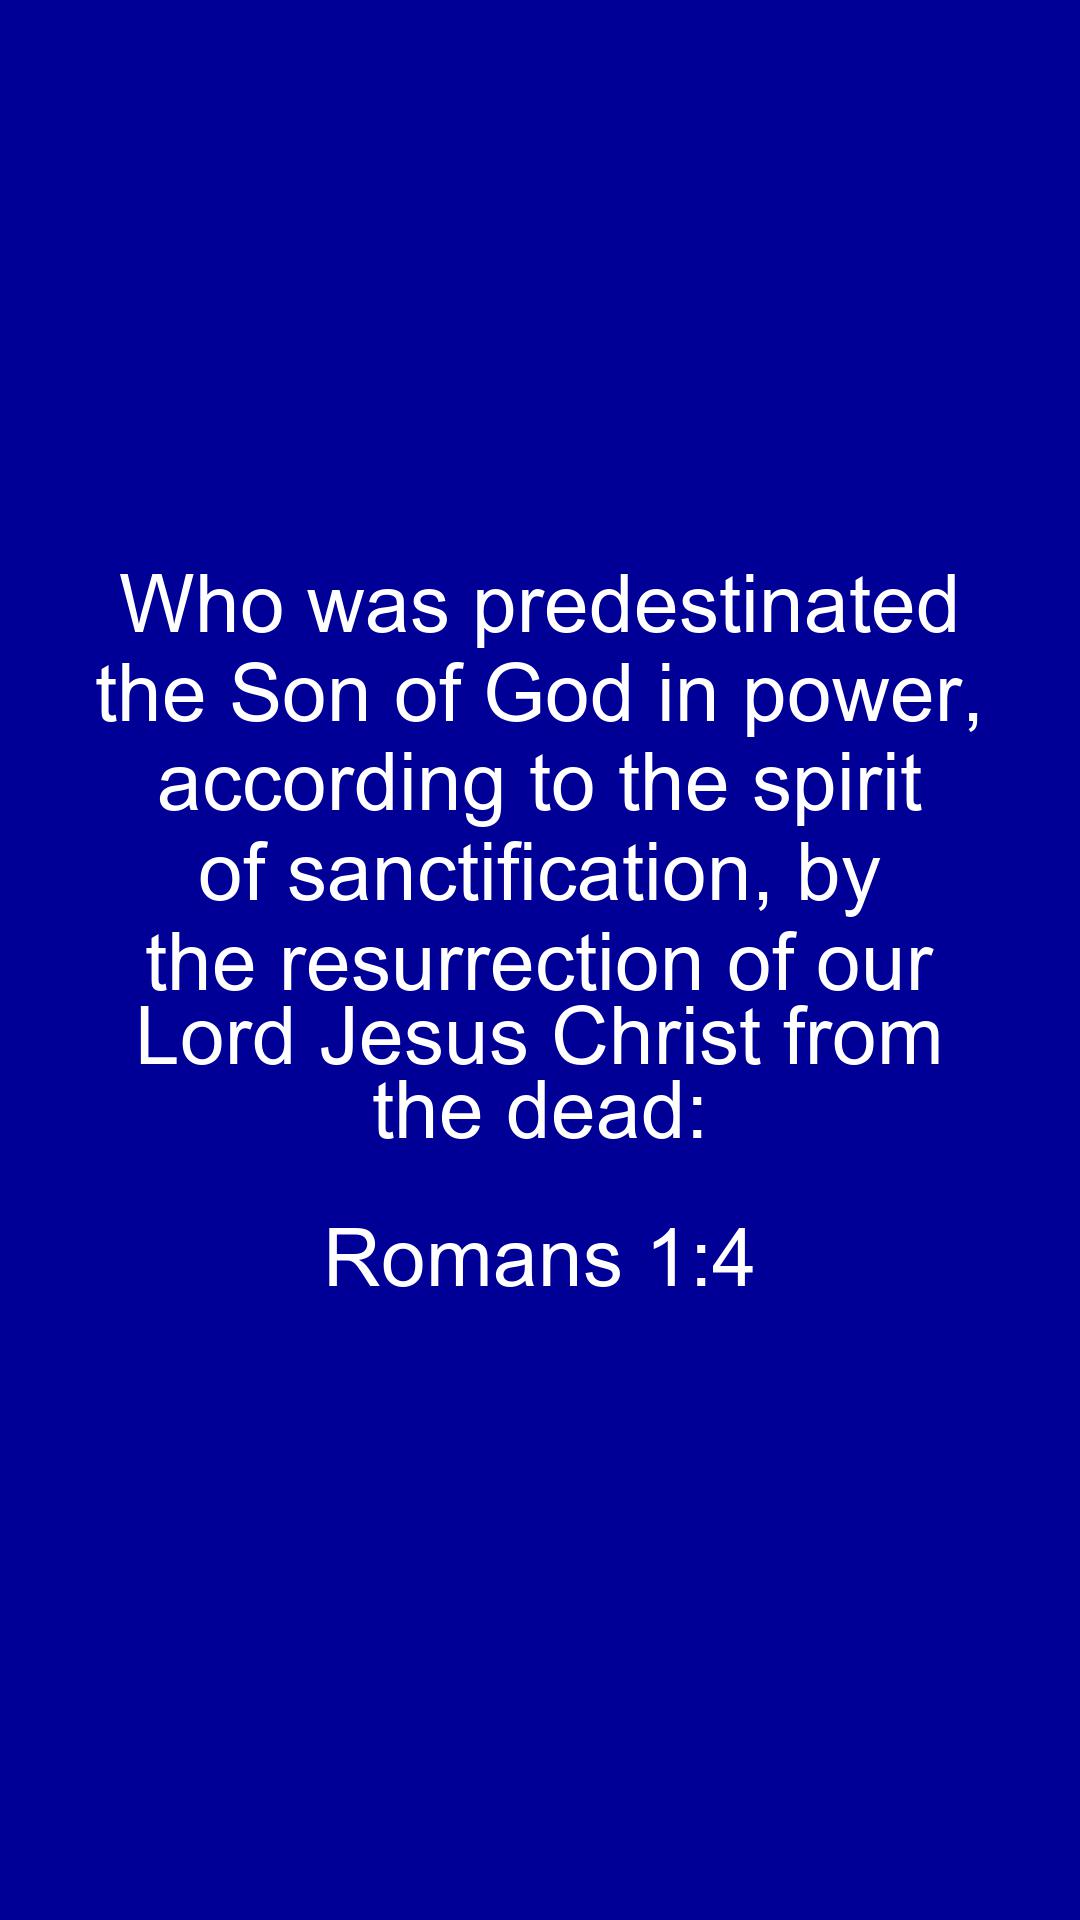 Who was predestinated
the Son of God in power,
according to the spirit
of sanctification, by
the resurrection of our
Lord Jesus Christ from
the dead:
Romans 1:4